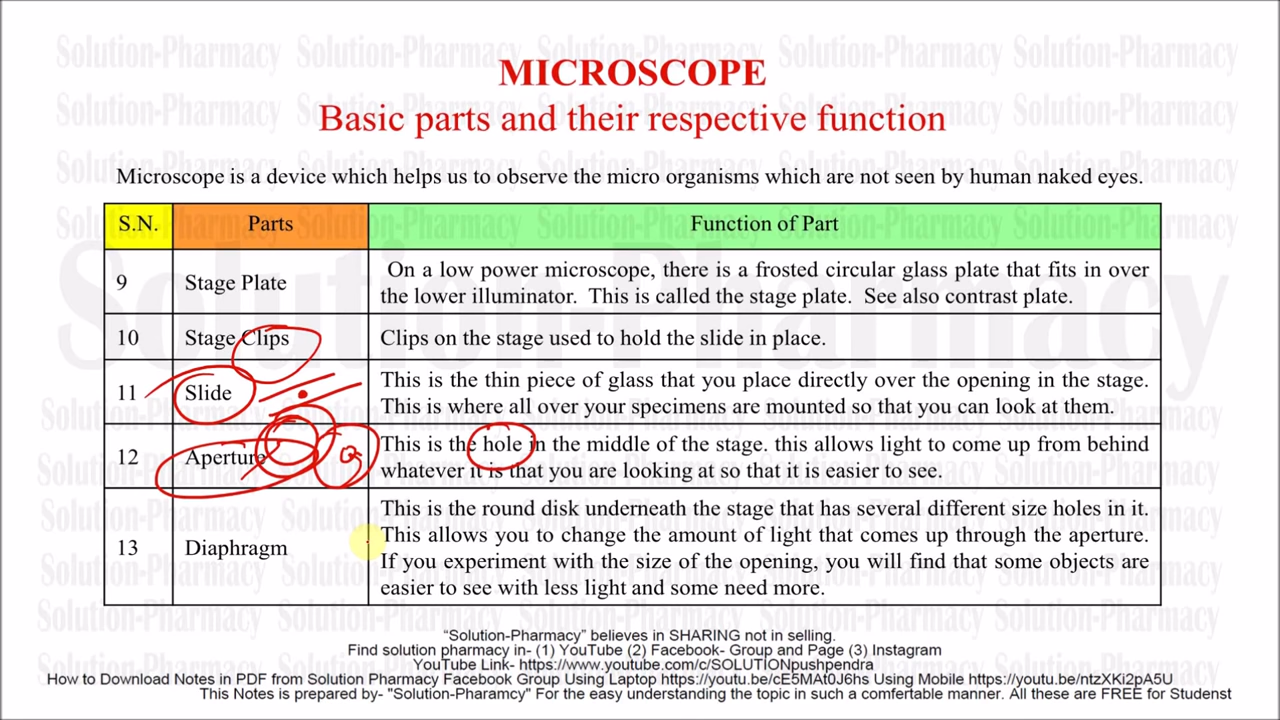 Solution-Pharmacy
MICROSCOPE
Basic parts and their respective function
Microscope is a device which helps us to observe the micro organisms which are not seen by human naked eyes.
S.N. Parts Function of Part
9 Stage Plate On a low power microscope, there is a frosted circular glass plate that fits in over
the lower illuminator. This is called the stage plate. See also contrast plate.
10 Stage Clips Clips on the stage used to hold the slide in place.
11 Slide This is the thin piece of glass that you place directly over the opening in the stage.
This is where all over your specimens are mounted so that you can look at them.
12 Aperture This is the hole in the middle of the stage. this allows light to come up from behind
whatever it is that you are looking at so that it is easier to see.
13 Diaphragm This is the round disk underneath the stage that has several different size holes in it.
This allows you to change the amount of light that comes up through the aperture.
If you experiment with the size of the opening, you will find that some objects are
easier to see with less light and some need more.
“Solution-Pharmacy” believes in SHARING not in selling.
Find solution pharmacy in- (1) YouTube (2) Facebook- Group and Page (3) Instagram
YouTube Link- https://www.youtube.com/c/SOLUTIONpushpendra
How to Download Notes in PDF from Solution Pharmacy Facebook Group Using Laptop https://youtu.be/cE5MAt0J6hs Using Mobile https://youtu.be/ntzXKi2pA5U
This Notes is prepared by- "Solution-Pharamcy" For the easy understanding the topic in such a comfertable manner. All these are FREE for Studenst